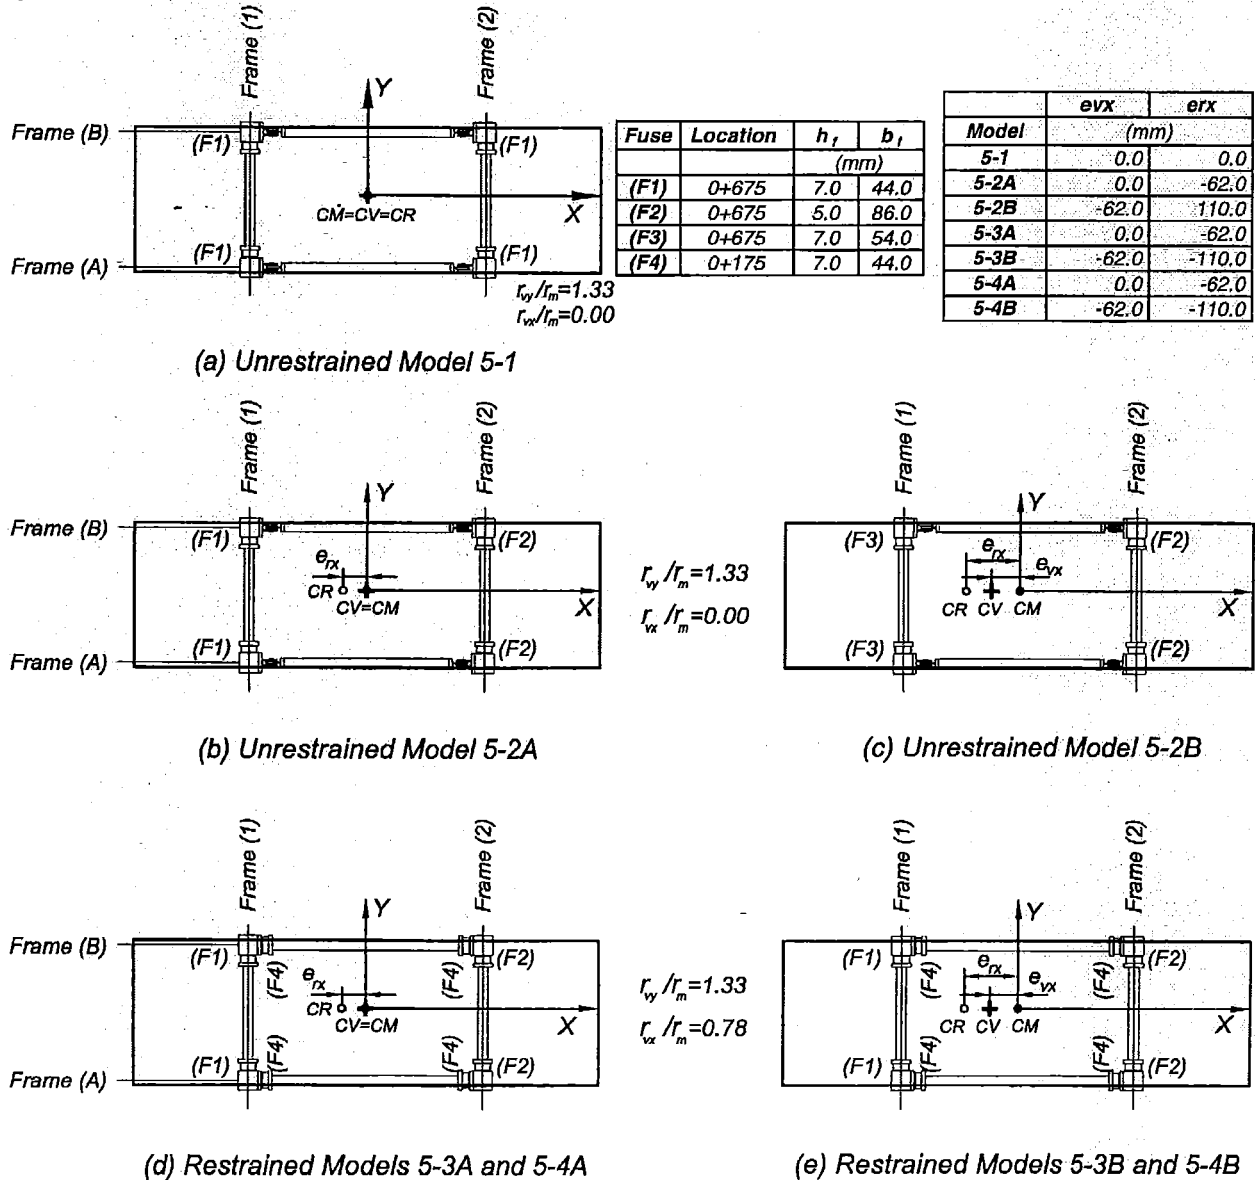 Frame (1)
Frame (2)
Y
Frame (B)
(F1)
(F1)
CM=CV=CR
X
(F1)
(F1)
Frame (A)
r_vy/r_m=1.33
r_vx/r_m=0.00
Fuse Location h_f b_f
(mm)
(F1) 0+675 7.0 44.0
(F2) 0+675 5.0 86.0
(F3) 0+675 7.0 54.0
(F4) 0+175 7.0 44.0
evx erx
Model (mm)
5-1 0.0 0.0
5-2A 0.0 -62.0
5-2B -62.0 110.0
5-3A 0.0 -62.0
5-3B -62.0 -110.0
5-4A 0.0 -62.0
5-4B -62.0 -110.0
(a) Unrestrained Model 5-1
Frame (1)
Frame (2)
Y
Frame (B)
(F1)
(F2)
e_rx
CR
CV=CM
X
(F1)
(F2)
Frame (A)
r_vy/r_m=1.33
r_vx/r_m=0.00
Frame (1)
Frame (2)
Y
(F3)
(F2)
e_rx
e_vx
CR CV CM
X
(F3)
(F2)
(b) Unrestrained Model 5-2A
(c) Unrestrained Model 5-2B
Frame (1)
Frame (2)
Y
Frame (B)
(F1)
(F4)
(F4)
(F2)
e_rx
CR
CV=CM
X
(F1)
(F4)
(F4)
(F2)
Frame (A)
r_vy/r_m=1.33
r_vx/r_m=0.78
Frame (1)
Frame (2)
Y
(F1)
(F4)
(F4)
(F2)
e_rx
e_vx
CR CV CM
X
(F1)
(F4)
(F4)
(F2)
(d) Restrained Models 5-3A and 5-4A
(e) Restrained Models 5-3B and 5-4B